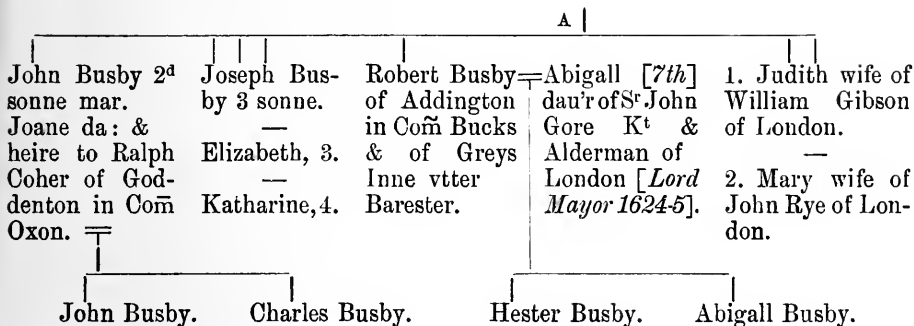 A
John Busby 2ᵈ
sonne mar.
Joane da: &
heire to Ralph
Coher of God-
denton in Com̃
Oxon.
Joseph Bus-
by 3 sonne.
—
Elizabeth, 3.
—
Katharine, 4.
Robert Busby
of Addington
in Com̃ Bucks
& of Greys
Inne vtter
Barester.
Abigall [7th]
dau'r of Sʳ John
Gore Kᵗ &
Alderman of
London [Lord
Mayor 1624-5].
1. Judith wife of
William Gibson
of London.
—
2. Mary wife of
John Rye of Lon-
don.
John Busby. Charles Busby. Hester Busby. Abigall Busby.